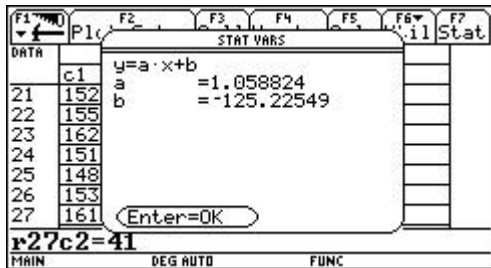 F1 F2 F3 F4 F5 F6 F7
Stat
STAT VARS
DATA
y=a·x+b
a =1.058824
b =-125.22549
c1
21 152
22 155
23 162
24 151
25 148
26 153
27 161
Enter=OK
r27c2=41
MAIN DEG AUTO FUNC